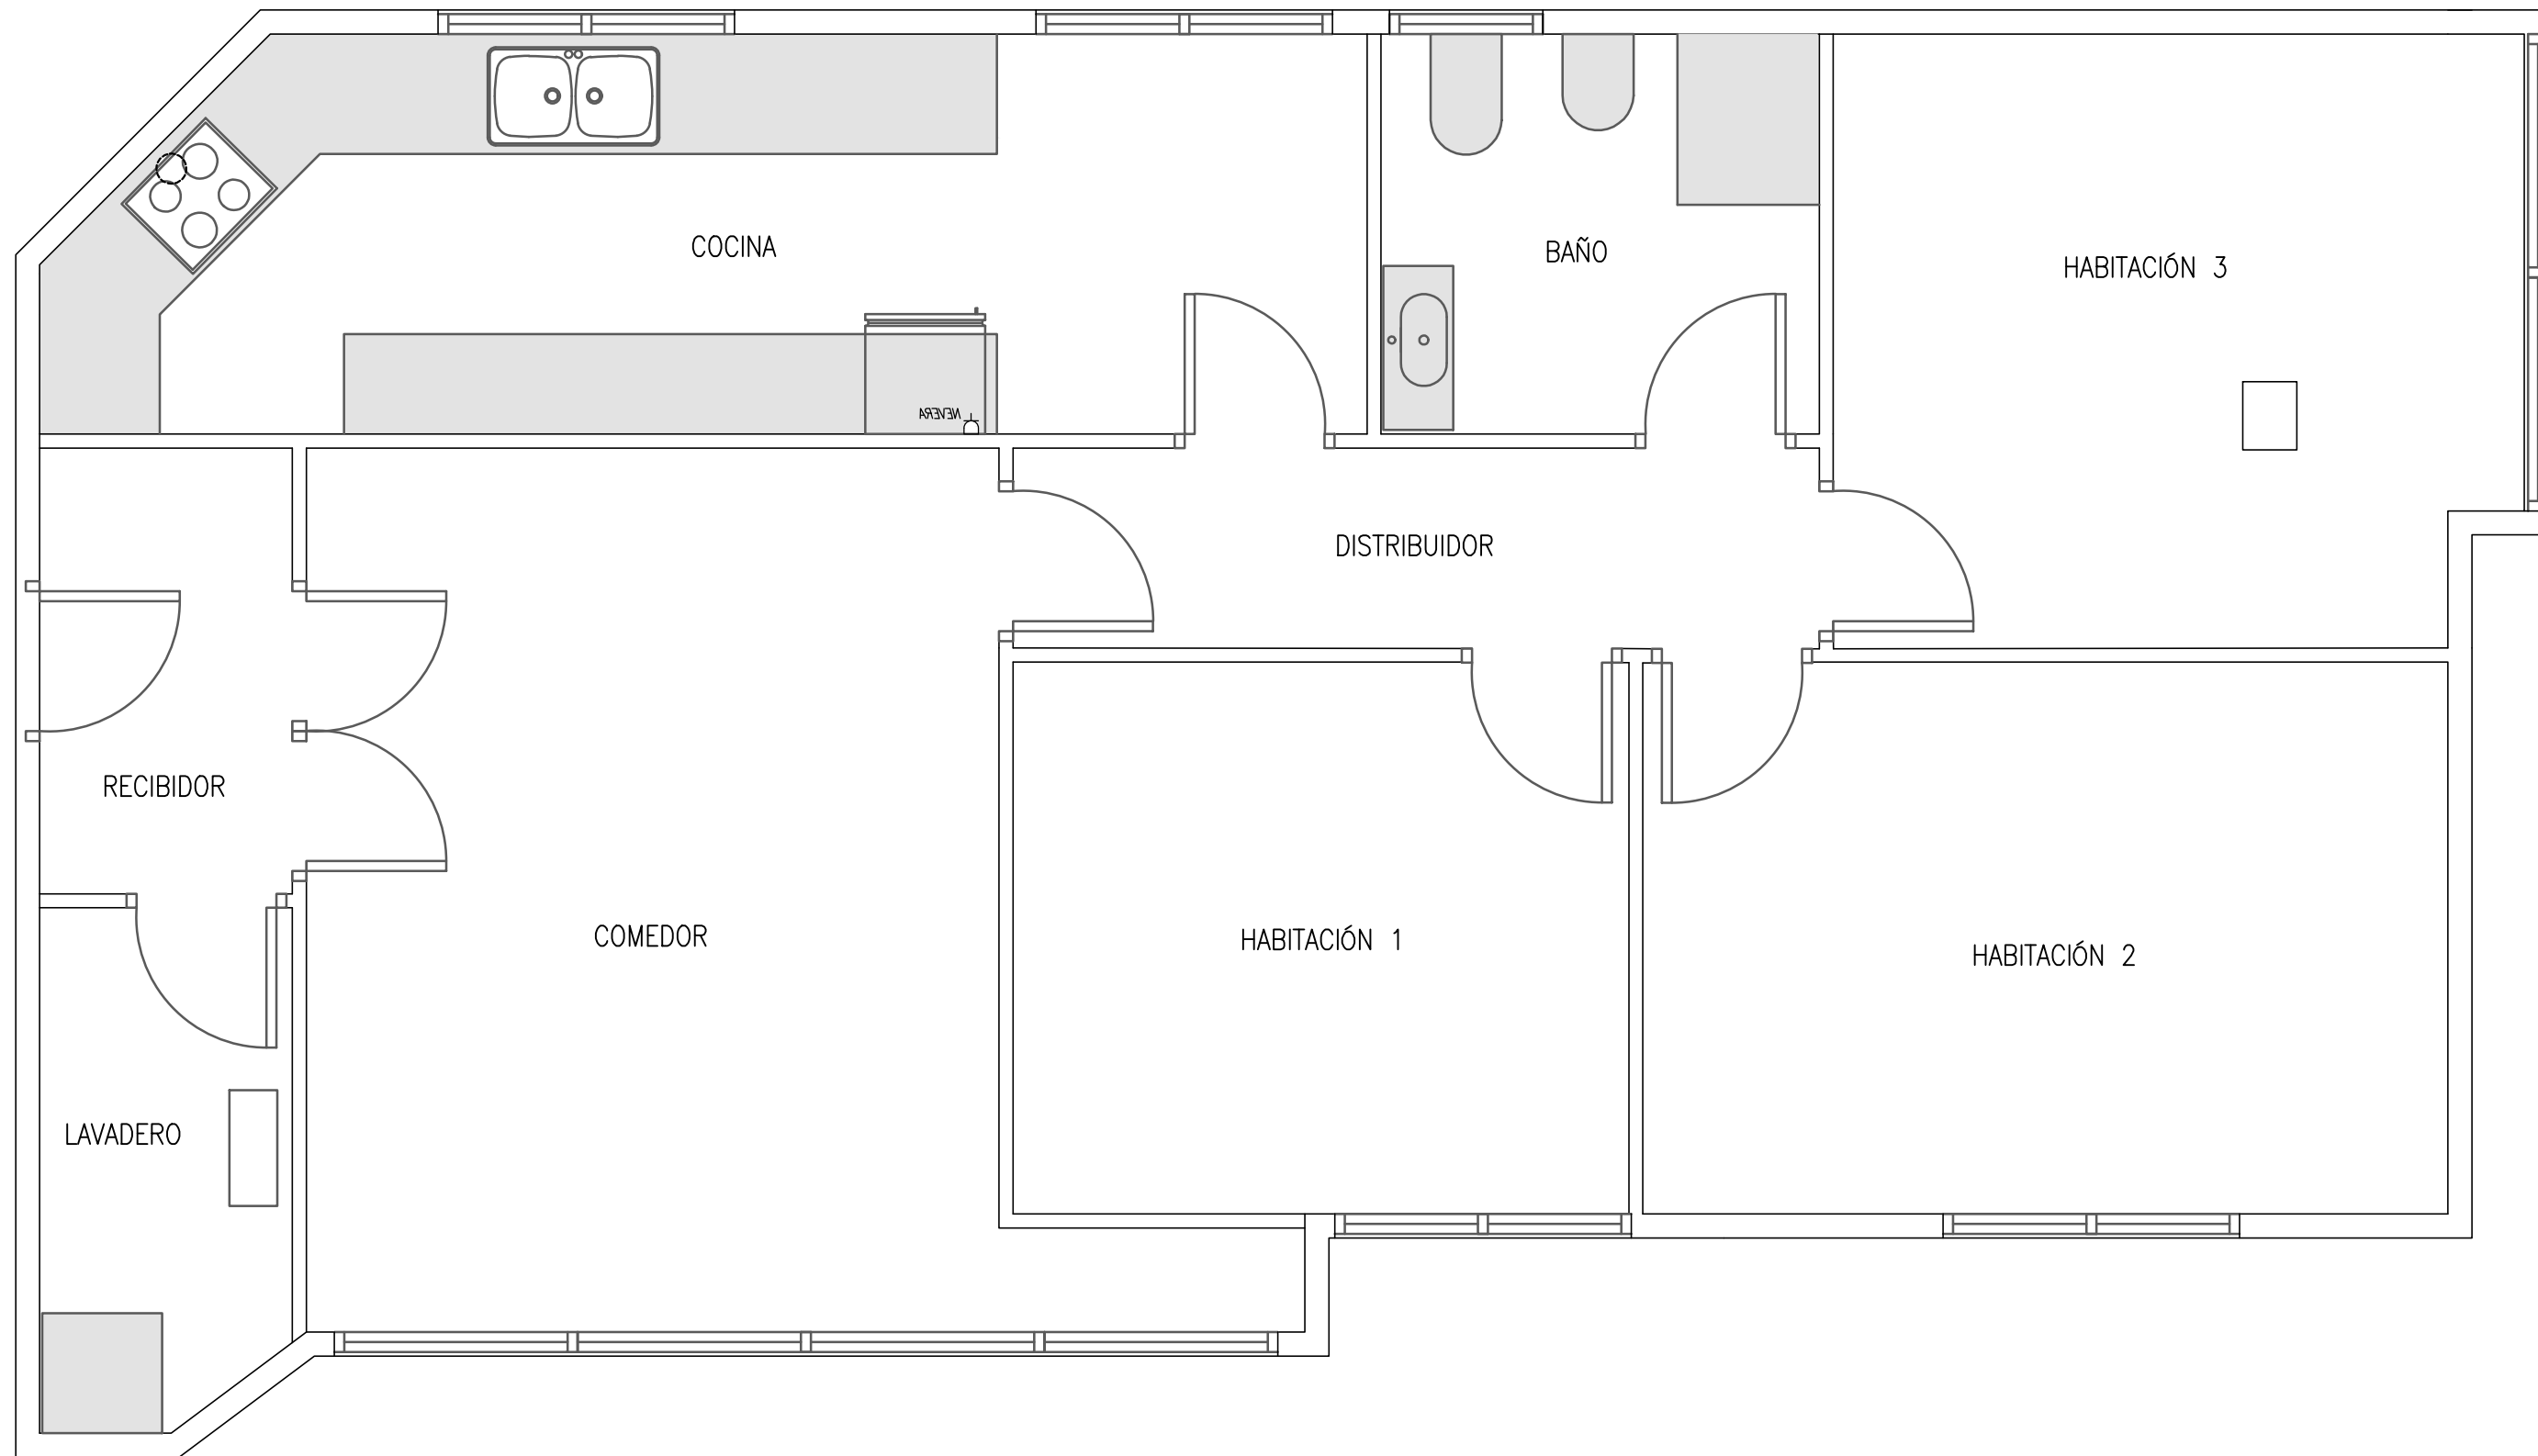 COCINA
BAÑO
HABITACIÓN 3
NEVERA
DISTRIBUIDOR
RECIBIDOR
COMEDOR
HABITACIÓN 1
HABITACIÓN 2
LAVADERO